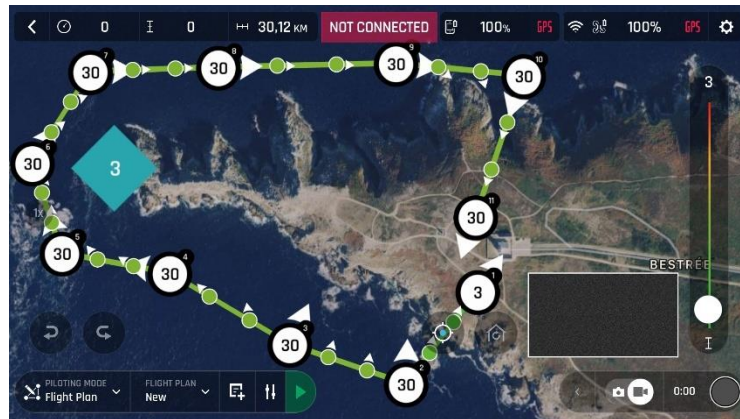 0
0
30,12 KM
NOT CONNECTED
100%
GPS
100%
GPS
30 7
30 8
30 9
30 10
3
30 6
3
30 11
1x
30 5
30 4
BESTRÉE
3 1
30 3
30 2
PILOTING MODE
Flight Plan
FLIGHT PLAN
New
0:00